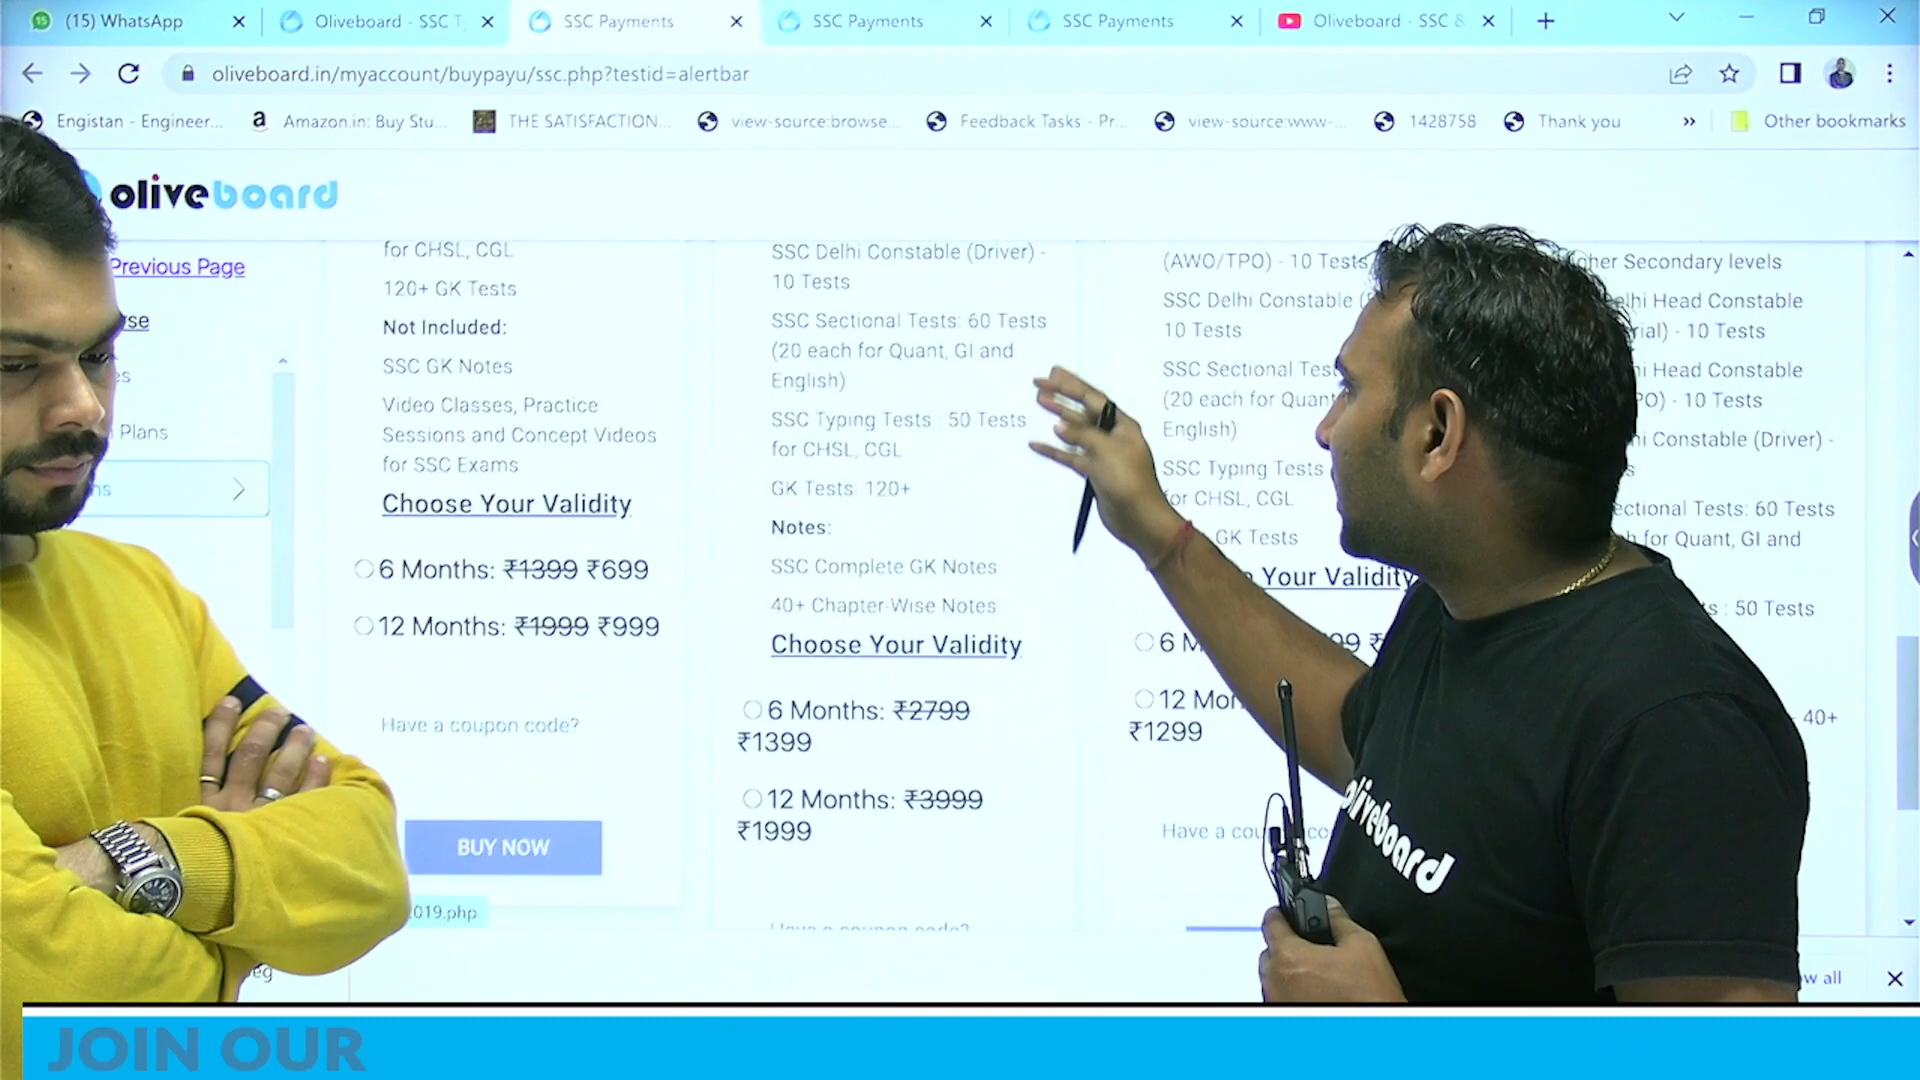 (15) WhatsApp
Oliveboard - SSC T
SSC Payments
SSC Payments
SSC Payments
Oliveboard - SSC &
oliveboard.in/myaccount/buypayu/ssc.php?testid=alertbar
Engistan - Engineer...
Amazon.in: Buy Stu...
THE SATISFACTION...
view-source:browse...
Feedback Tasks - Pr...
view-source:www-...
1428758
Thank you
Other bookmarks
oliveboard
Previous Page
Plans
for CHSL, CGL
120+ GK Tests
Not Included:
SSC GK Notes
Video Classes, Practice
Sessions and Concept Videos
for SSC Exams
Choose Your Validity
6 Months: ₹1399 ₹699
12 Months: ₹1999 ₹999
Have a coupon code?
BUY NOW
2019.php
SSC Delhi Constable (Driver) -
10 Tests
SSC Sectional Tests: 60 Tests
(20 each for Quant, GI and
English)
SSC Typing Tests : 50 Tests
for CHSL, CGL
GK Tests 120+
Notes:
SSC Complete GK Notes
40+ Chapter-Wise Notes
Choose Your Validity
6 Months: ₹2799
₹1399
12 Months: ₹3999
₹1999
Have a coupon code?
(AWO/TPO) - 10 Tests
SSC Delhi Constable
10 Tests
SSC Sectional
(20 each for Quant
English)
SSC Typing Tests
for CHSL, CGL
GK Tests
Your Validity
6
12
₹1299
Have a
Secondary levels
Head Constable
- 10 Tests
Head Constable
- 10 Tests
Constable (Driver) -
Tests: 60 Tests
for Quant, GI and
: 50 Tests
40+
all
oliveboard
JOIN OUR